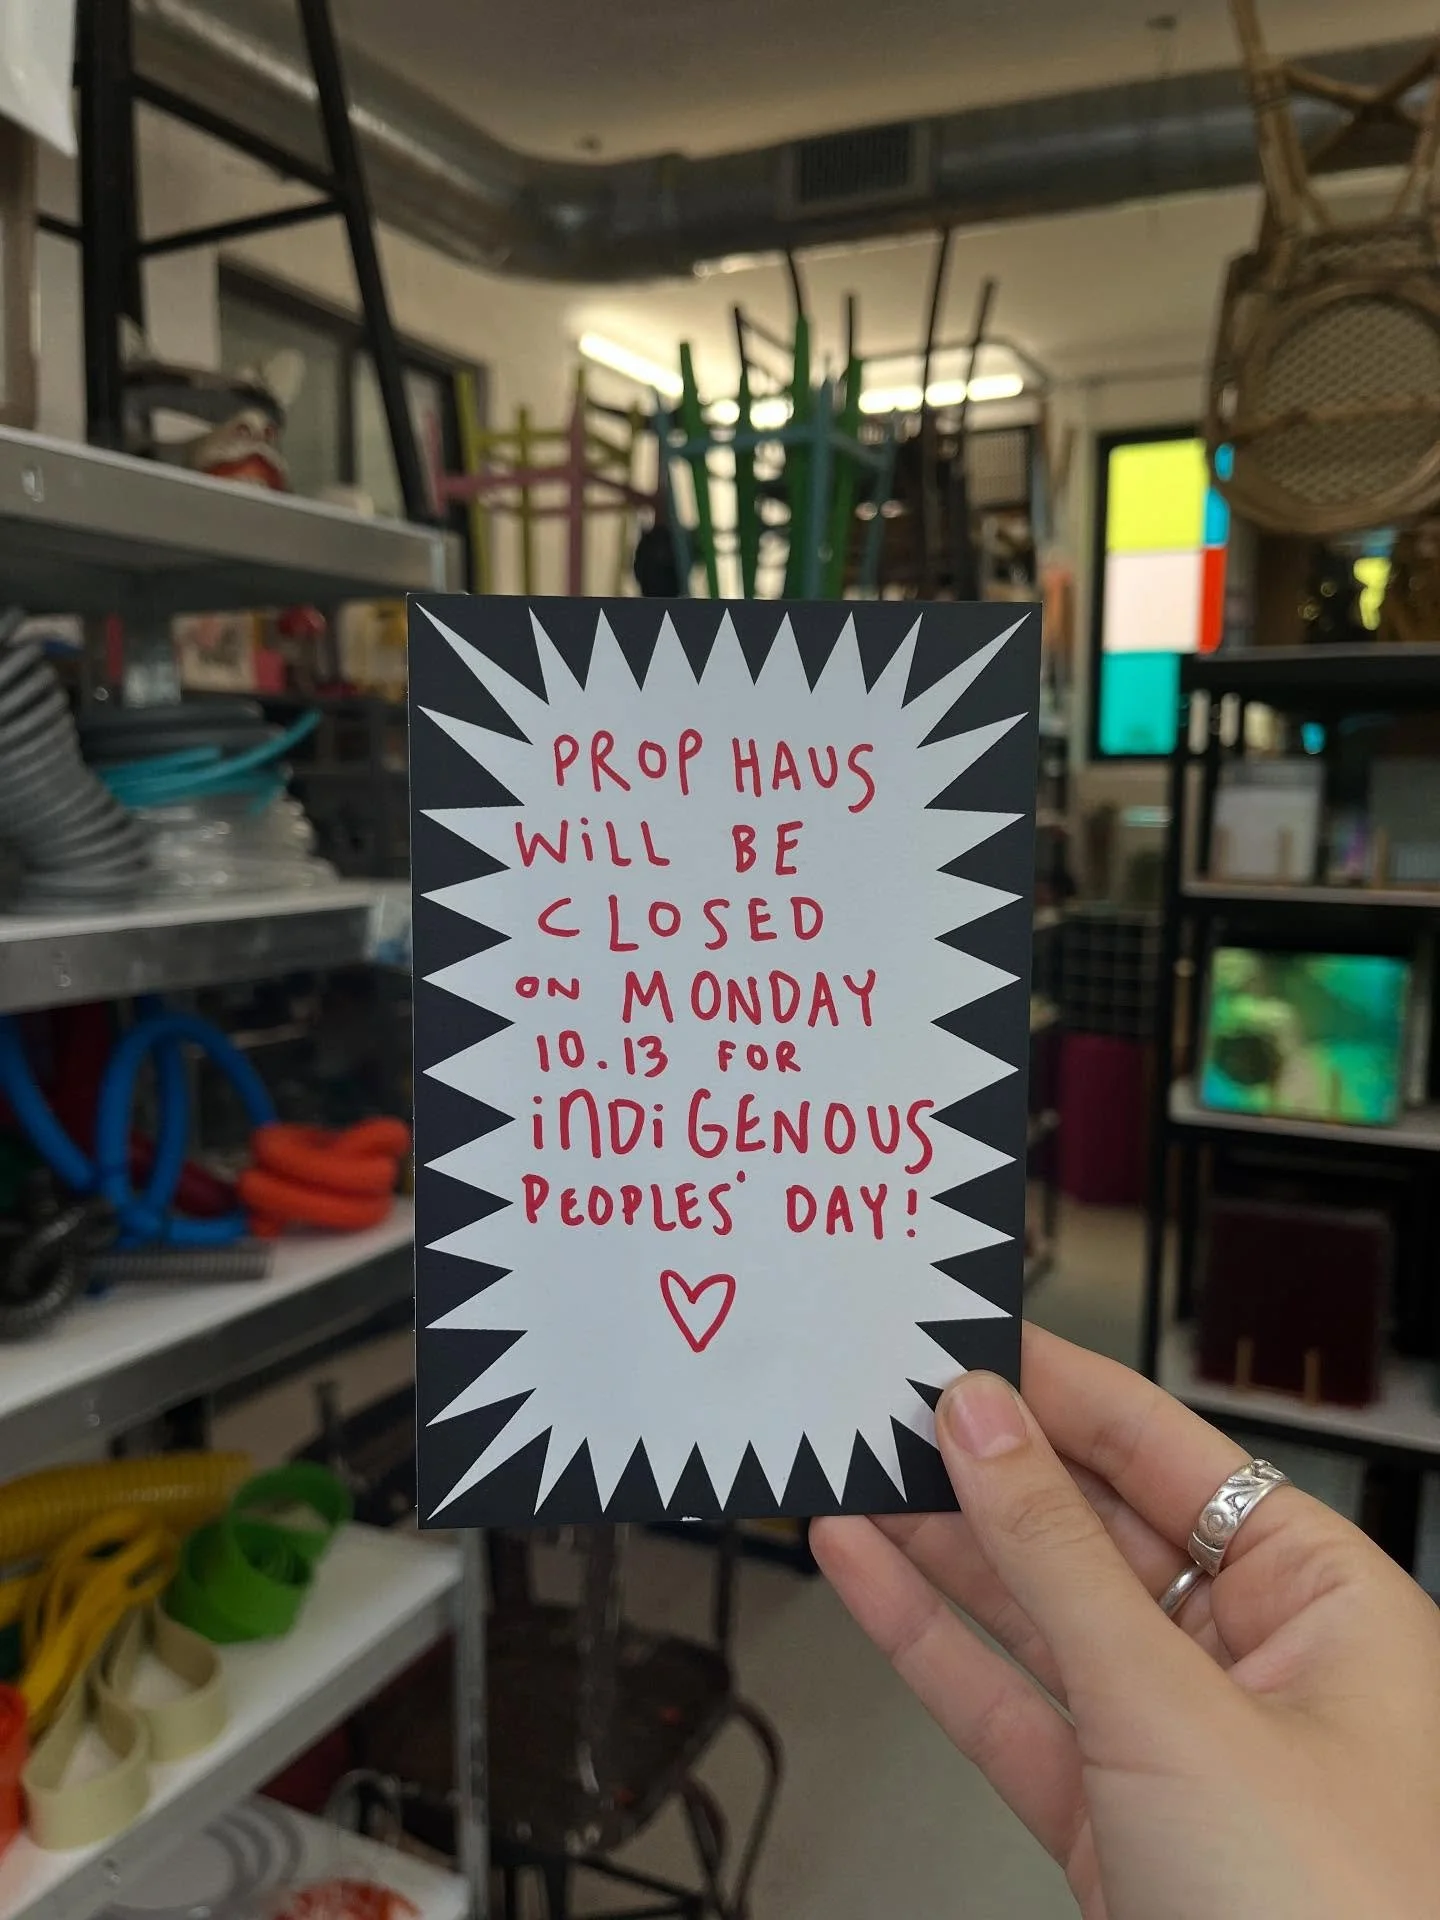 PROP HAUS
WiLL BE
CLOSED
ON MONDAY
10.13 FOR
iNDiGENOUS
PEOPLES' DAY!